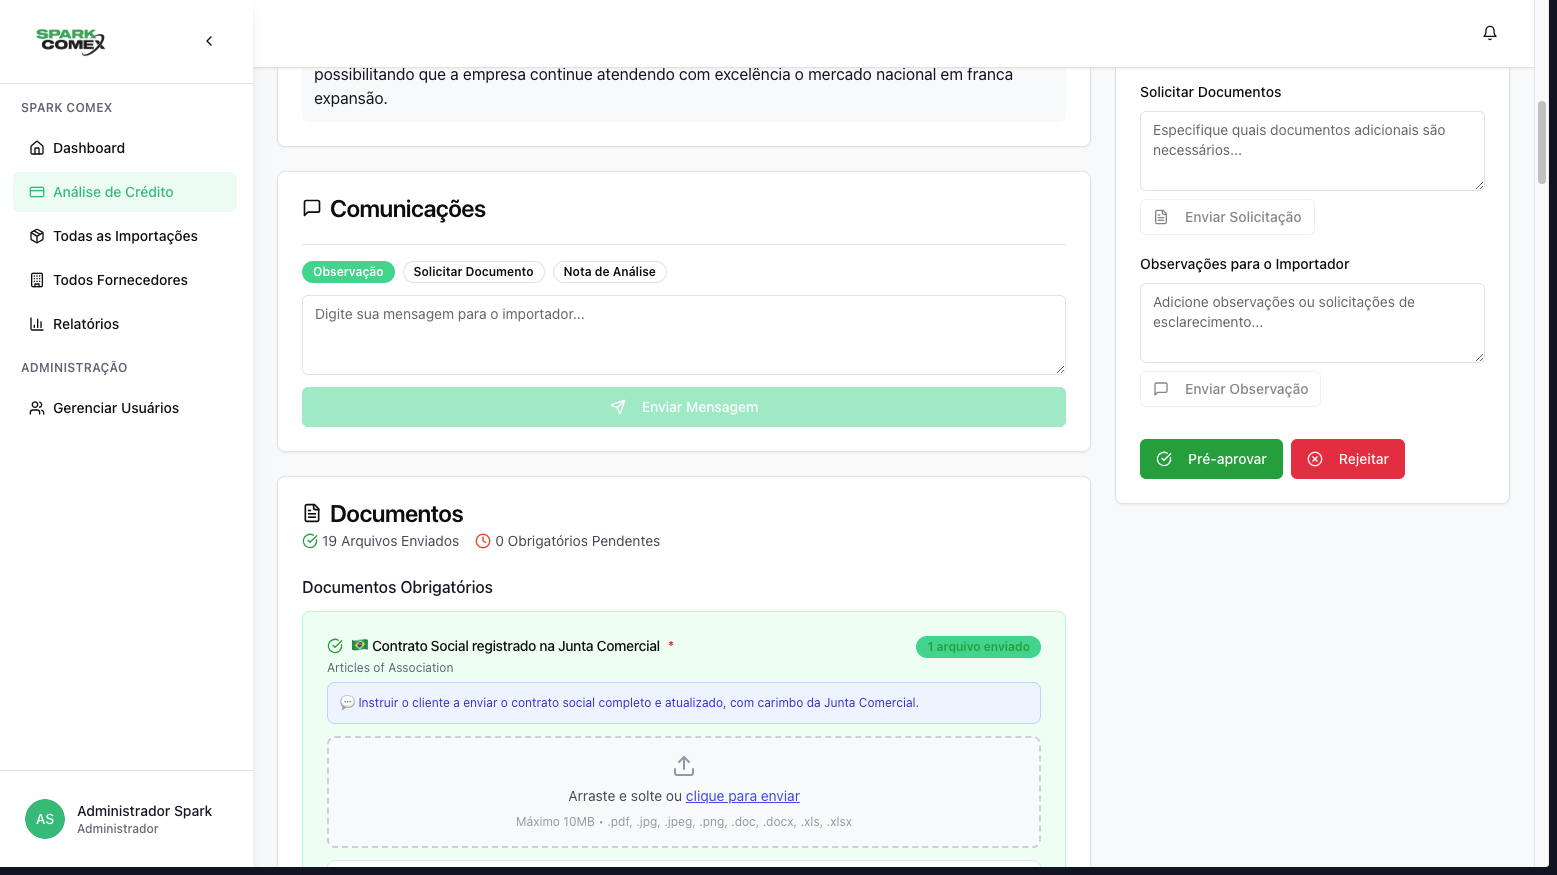 SPARK
COMEX
SPARK COMEX
Dashboard
Análise de Crédito
Todas as Importações
Todos Fornecedores
Relatórios
ADMINISTRAÇÃO
Gerenciar Usuários
AS
Administrador Spark
Administrador
possibilitando que a empresa continue atendendo com excelência o mercado nacional em franca
expansão.
Comunicações
Observação
Solicitar Documento
Nota de Análise
Digite sua mensagem para o importador...
Enviar Mensagem
Documentos
19 Arquivos Enviados
0 Obrigatórios Pendentes
Documentos Obrigatórios
Contrato Social registrado na Junta Comercial *
1 arquivo enviado
Articles of Association
Instruir o cliente a enviar o contrato social completo e atualizado, com carimbo da Junta Comercial.
Arraste e solte ou clique para enviar
Máximo 10MB • .pdf, .jpg, .jpeg, .png, .doc, .docx, .xls, .xlsx
Solicitar Documentos
Especifique quais documentos adicionais são
necessários...
Enviar Solicitação
Observações para o Importador
Adicione observações ou solicitações de
esclarecimento...
Enviar Observação
Pré-aprovar
Rejeitar